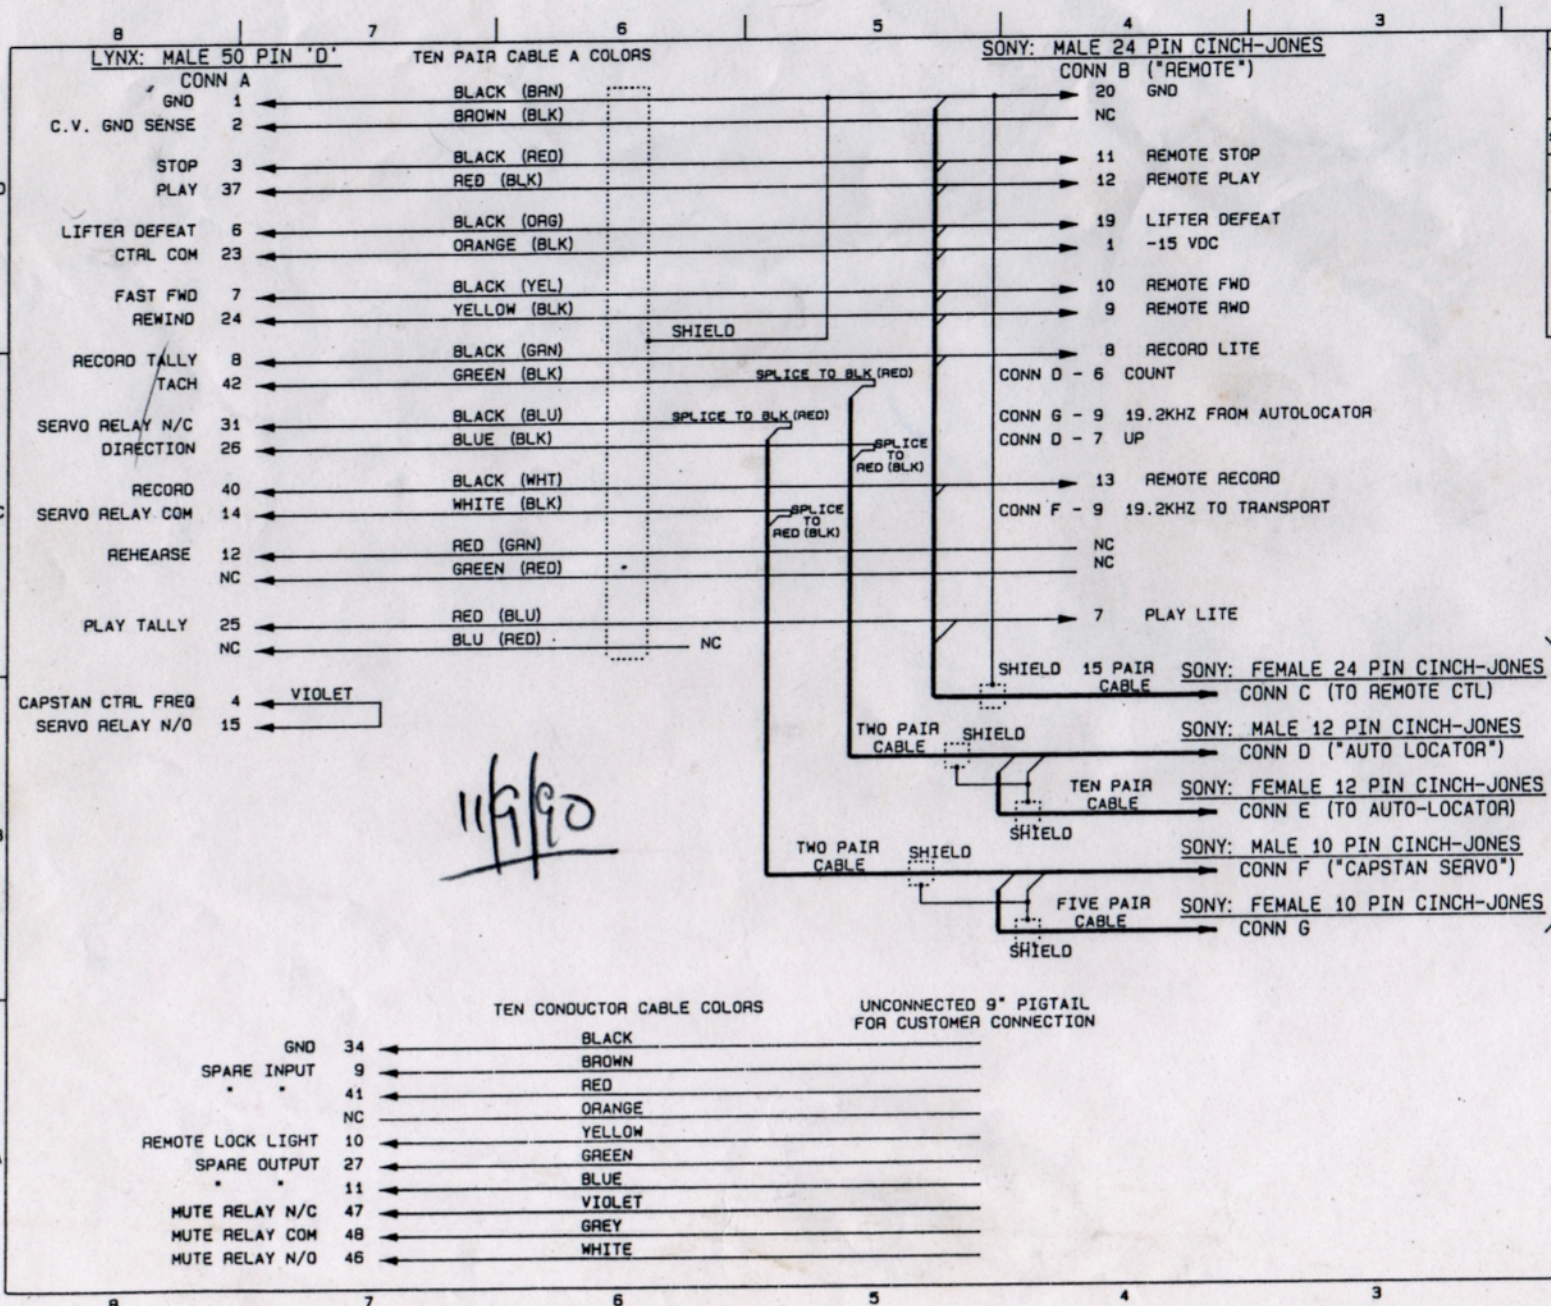 8 7 6 5 4 3
LYNX: MALE 50 PIN 'D' TEN PAIR CABLE A COLORS SONY: MALE 24 PIN CINCH-JONES
CONN A CONN B ("REMOTE")
GND 1 BLACK (BRN) 20 GND
C.V. GND SENSE 2 BROWN (BLK) NC
STOP 3 BLACK (RED) 11 REMOTE STOP
PLAY 37 RED (BLK) 12 REMOTE PLAY
LIFTER DEFEAT 6 BLACK (ORG) 19 LIFTER DEFEAT
CTRL COM 23 ORANGE (BLK) 1 -15 VDC
FAST FWD 7 BLACK (YEL) 10 REMOTE FWD
REWIND 24 YELLOW (BLK) 9 REMOTE RWD
SHIELD
RECORD TALLY 8 BLACK (GRN) 8 RECORD LITE
TACH 42 GREEN (BLK) SPLICE TO BLK (RED) CONN D - 6 COUNT
SERVO RELAY N/C 31 BLACK (BLU) SPLICE TO BLK (RED) CONN G - 9 19.2KHZ FROM AUTOLOCATOR
DIRECTION 26 BLUE (BLK) SPLICE CONN D - 7 UP
TO
RED (BLK)
RECORD 40 BLACK (WHT) 13 REMOTE RECORD
SERVO RELAY COM 14 WHITE (BLK) SPLICE CONN F - 9 19.2KHZ TO TRANSPORT
TO
RED (BLK)
REHEARSE 12 RED (GRN) NC
NC GREEN (RED) NC
PLAY TALLY 25 RED (BLU) 7 PLAY LITE
NC BLU (RED) NC
SHIELD 15 PAIR SONY: FEMALE 24 PIN CINCH-JONES
CABLE CONN C (TO REMOTE CTL)
CAPSTAN CTRL FREQ 4 VIOLET
SERVO RELAY N/O 15
TWO PAIR SHIELD SONY: MALE 12 PIN CINCH-JONES
CABLE CONN D ("AUTO LOCATOR")
TEN PAIR SONY: FEMALE 12 PIN CINCH-JONES
CABLE CONN E (TO AUTO-LOCATOR)
SHIELD
11/9/90
TWO PAIR SHIELD SONY: MALE 10 PIN CINCH-JONES
CABLE CONN F ("CAPSTAN SERVO")
FIVE PAIR SONY: FEMALE 10 PIN CINCH-JONES
CABLE CONN G
SHIELD
TEN CONDUCTOR CABLE COLORS UNCONNECTED 9" PIGTAIL
FOR CUSTOMER CONNECTION
GND 34 BLACK
SPARE INPUT 9 BROWN
" " 41 RED
NC ORANGE
REMOTE LOCK LIGHT 10 YELLOW
SPARE OUTPUT 27 GREEN
" " 11 BLUE
MUTE RELAY N/C 47 VIOLET
MUTE RELAY COM 48 GREY
MUTE RELAY N/O 46 WHITE
8 7 6 5 4 3